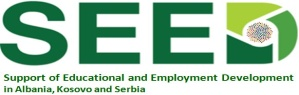 SEED
Support of Educational and Employment Development
in Albania, Kosovo and Serbia